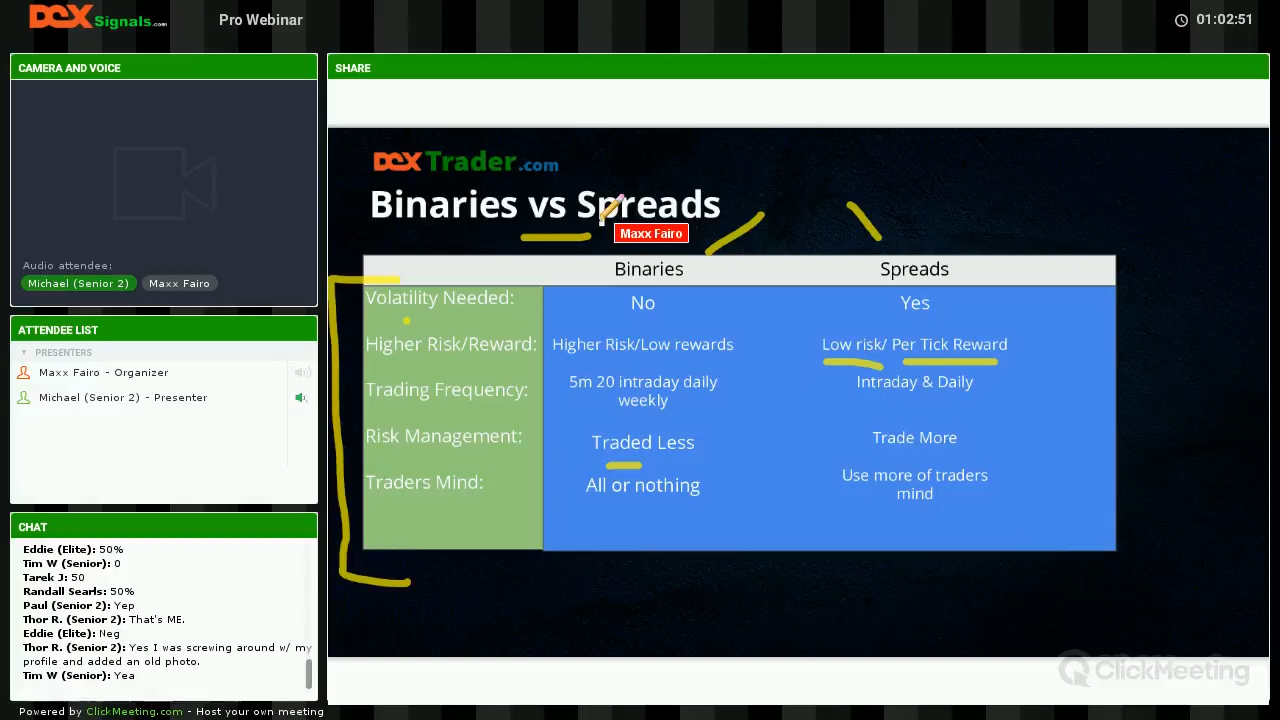 DCX Signals.com
Pro Webinar
01:02:51
CAMERA AND VOICE
Audio attendee:
Michael (Senior 2) Maxx Fairo
ATTENDEE LIST
PRESENTERS
Maxx Fairo - Organizer
Michael (Senior 2) - Presenter
CHAT
Eddie (Elite): 50%
Tim W (Senior): 0
Tarek J: 50
Randall Searls: 50%
Paul (Senior 2): Yep
Thor R. (Senior 2): That's ME.
Eddie (Elite): Neg
Thor R. (Senior 2): Yes I was screwing around w/ my
profile and added an old photo.
Tim W (Senior): Yea
Powered by ClickMeeting.com - Host your own meeting
SHARE
DCX Trader.com
Binaries vs Spreads
Maxx Fairo
Binaries Spreads
Volatility Needed: No Yes
Higher Risk/Reward: Higher Risk/Low rewards Low risk/ Per Tick Reward
Trading Frequency: 5m 20 intraday daily
weekly Intraday & Daily
Risk Management: Traded Less Trade More
Traders Mind: All or nothing Use more of traders
mind
ClickMeeting